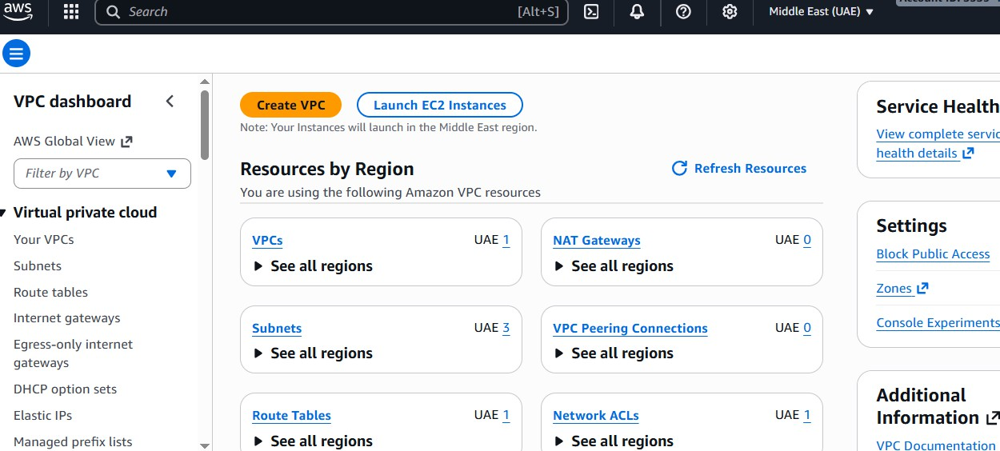 aws
Search [Alt+S] Middle East (UAE)
VPC dashboard
AWS Global View
Filter by VPC
Virtual private cloud
Your VPCs
Subnets
Route tables
Internet gateways
Egress-only internet
gateways
DHCP option sets
Elastic IPs
Managed prefix lists
Create VPC
Launch EC2 Instances
Note: Your Instances will launch in the Middle East region.
Resources by Region
Refresh Resources
You are using the following Amazon VPC resources
VPCs UAE 1
See all regions
NAT Gateways UAE 0
See all regions
Subnets UAE 3
See all regions
VPC Peering Connections UAE 0
See all regions
Route Tables UAE 1
See all regions
Network ACLs UAE 1
See all regions
Service Health
View complete servic
health details
Settings
Block Public Access
Zones
Console Experiments
Additional
Information
VPC Documentation